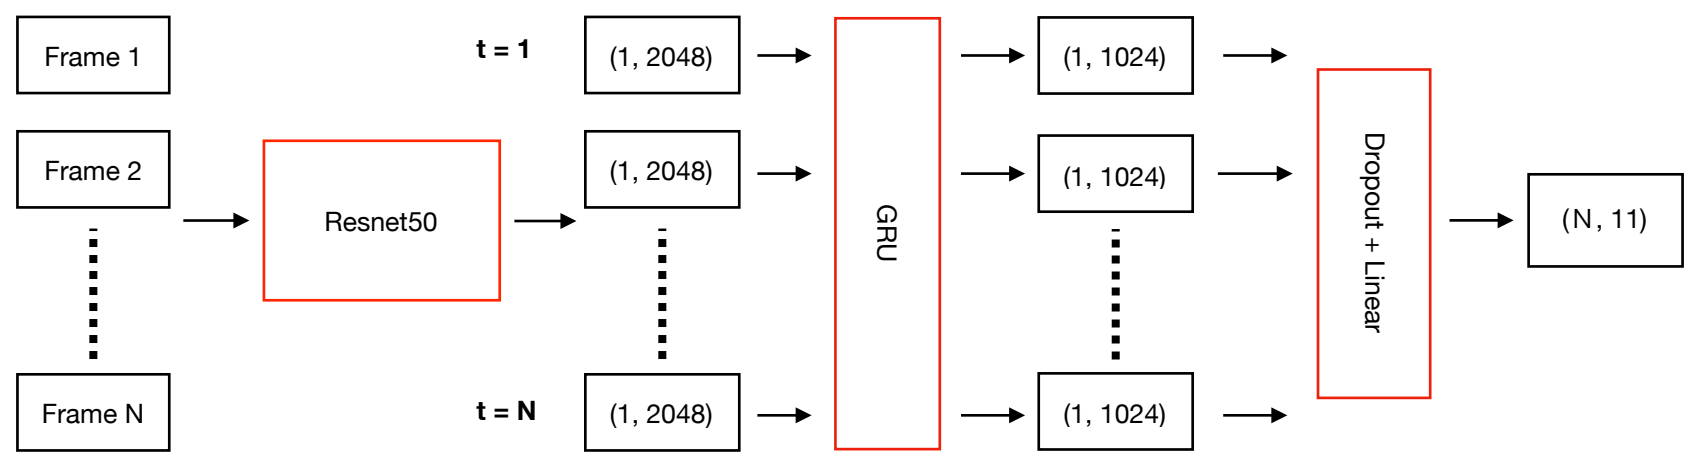 Frame 1
t = 1
(1, 2048)
(1, 1024)
Frame 2
(1, 2048)
(1, 1024)
Resnet50
GRU
Dropout + Linear
(N, 11)
Frame N
t = N
(1, 2048)
(1, 1024)